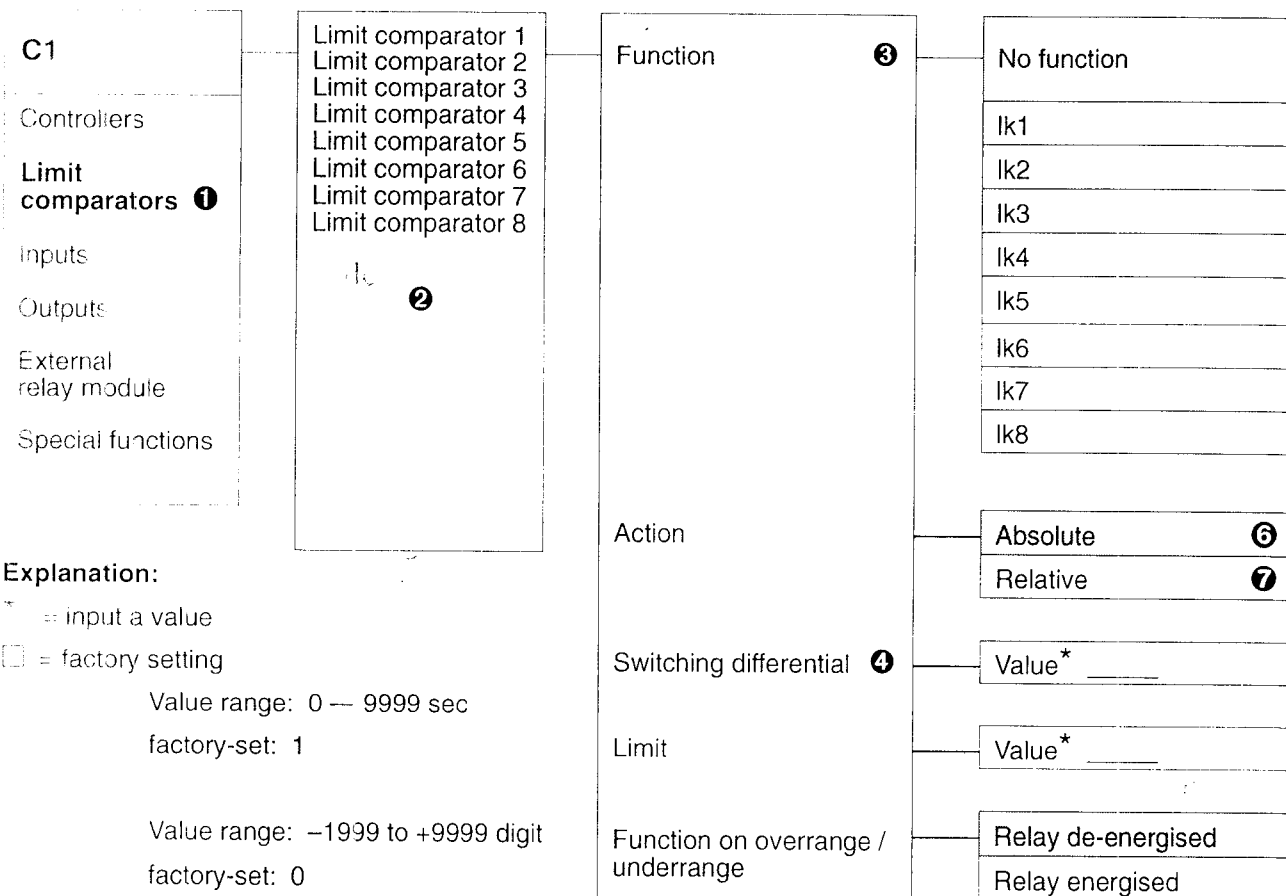 C1
Controllers
Limit
comparators ❶
Inputs
Outputs
External
relay module
Special functions
Limit comparator 1
Limit comparator 2
Limit comparator 3
Limit comparator 4
Limit comparator 5
Limit comparator 6
Limit comparator 7
Limit comparator 8
❷
Function ❸
No function
lk1
lk2
lk3
lk4
lk5
lk6
lk7
lk8
Action
Absolute ❻
Relative ❼
Switching differential ❹
Value* ____
Limit
Value* ____
Function on overrange /
underrange
Relay de-energised
Relay energised
Explanation:
* = input a value
☐ = factory setting
Value range: 0 — 9999 sec
factory-set: 1
Value range: –1999 to +9999 digit
factory-set: 0